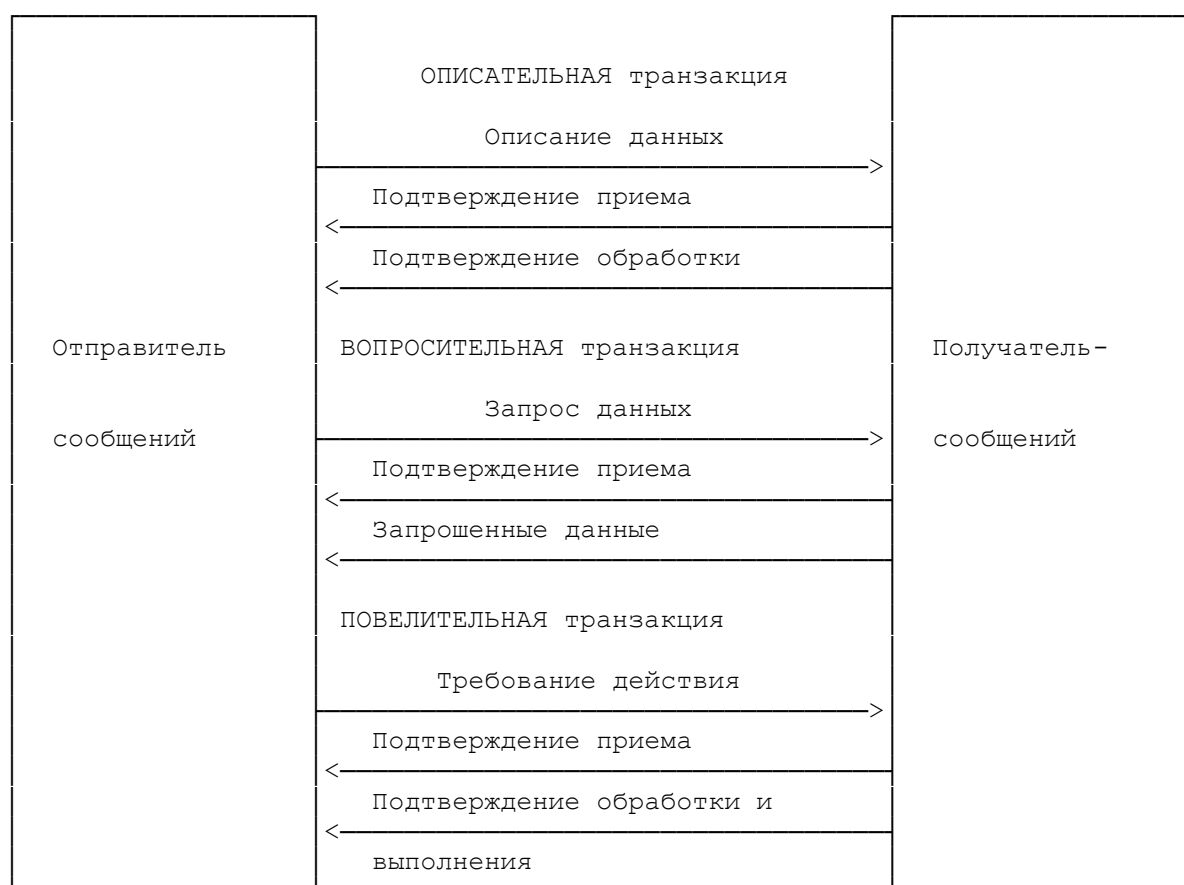 ОПИСАТЕЛЬНАЯ транзакция
Описание данных
Подтверждение приема
Подтверждение обработки
Отправитель ВОПРОСИТЕЛЬНАЯ транзакция Получатель-
Запрос данных
сообщений сообщений
Подтверждение приема
Запрошенные данные
ПОВЕЛИТЕЛЬНАЯ транзакция
Требование действия
Подтверждение приема
Подтверждение обработки и
выполнения